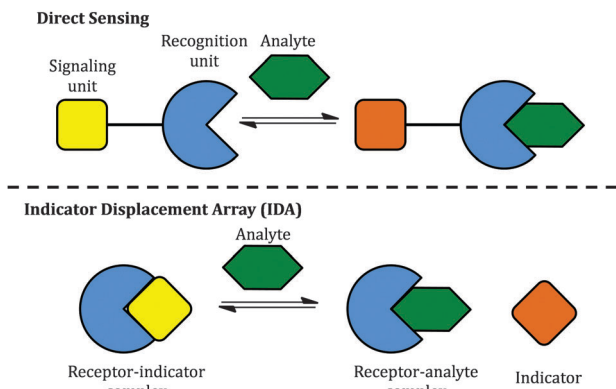 Direct Sensing
Signaling
unit
Recognition
unit
Analyte
Indicator Displacement Array (IDA)
Analyte
Receptor-indicator
Receptor-analyte
Indicator